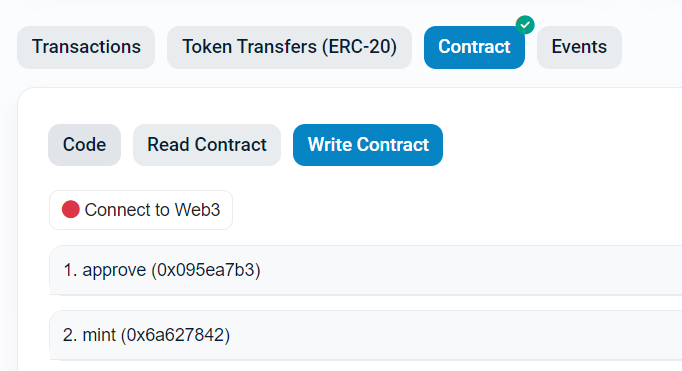 Transactions Token Transfers (ERC-20) Contract Events
Code Read Contract Write Contract
Connect to Web3
1. approve (0x095ea7b3)
2. mint (0x6a627842)